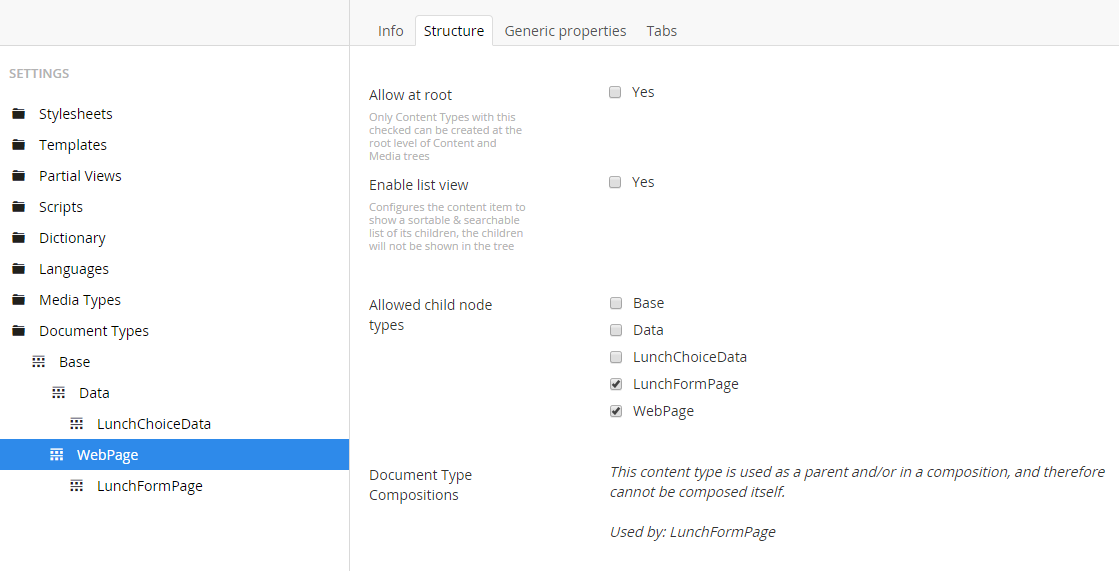 Info Structure Generic properties Tabs
SETTINGS
Stylesheets
Templates
Partial Views
Scripts
Dictionary
Languages
Media Types
Document Types
Base
Data
LunchChoiceData
WebPage
LunchFormPage
Allow at root
Yes
Only Content Types with this
checked can be created at the
root level of Content and
Media trees
Enable list view
Yes
Configures the content item to
show a sortable & searchable
list of its children, the children
will not be shown in the tree
Allowed child node
types
Base
Data
LunchChoiceData
LunchFormPage
WebPage
Document Type
Compositions
This content type is used as a parent and/or in a composition, and therefore
cannot be composed itself.
Used by: LunchFormPage